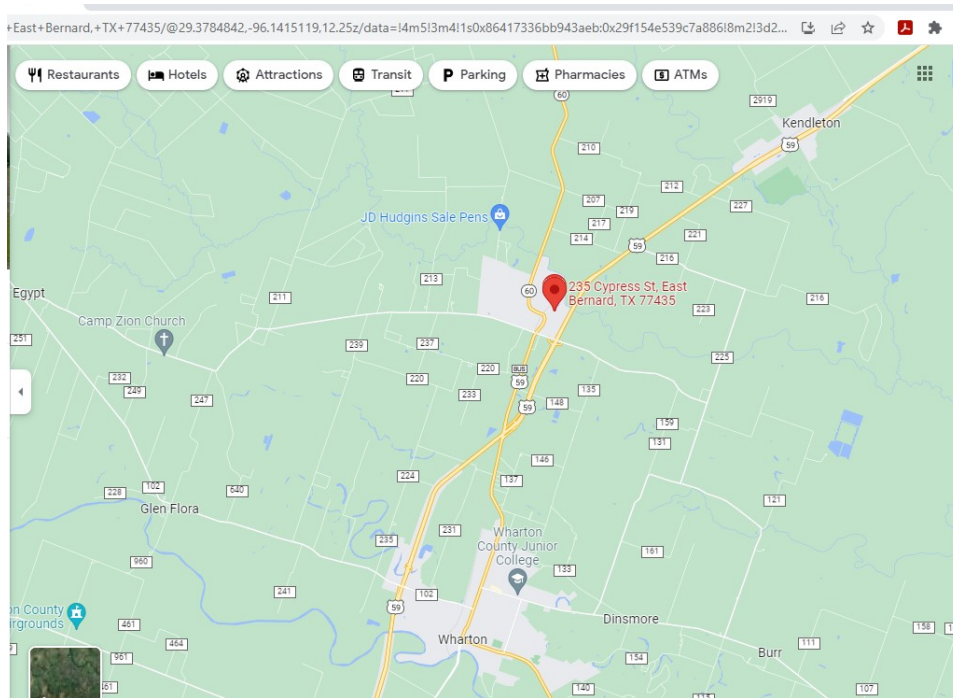 +East+Bernard,+TX+77435/@29.3784842,-96.1415119,12.25z/data=!4m5!3m4!1s0x86417336bb943aeb:0x29f154e539c7a886!8m2!3d2...
Restaurants
Hotels
Attractions
Transit
P Parking
Pharmacies
ATMs
60
2919
Kendleton
59
210
212
207
219
227
217
214
221
59
216
JD Hudgins Sale Pens
213
Egypt
211
60
235 Cypress St, East
Bernard, TX 77435
216
223
Camp Zion Church
251
239
237
225
232
249
220
220
BUS
59
135
247
233
59
148
159
131
146
224
137
228
102
640
121
Glen Flora
231
235
Wharton
County Junior
College
161
960
133
241
102
59
on County
irgrounds
461
Dinsmore
158
464
Wharton
111
961
154
Burr
461
140
107